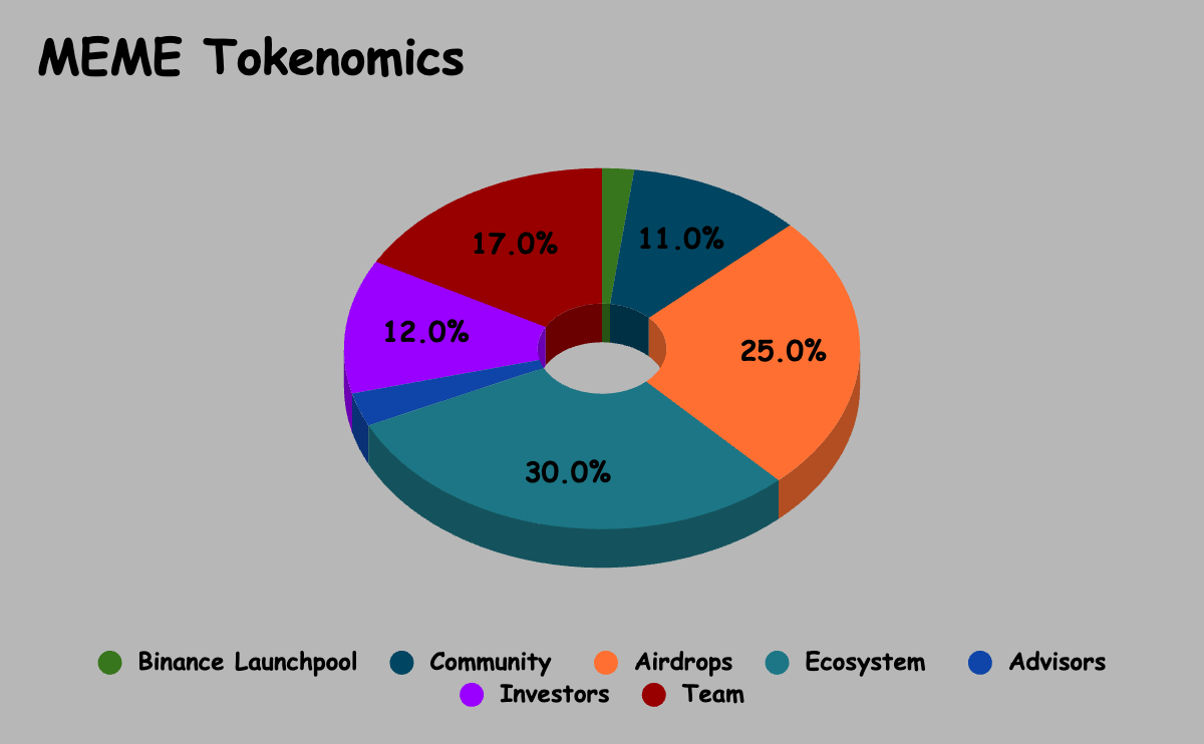 MEME Tokenomics
17.0%
11.0%
12.0%
25.0%
30.0%
Binance Launchpool Community Airdrops Ecosystem Advisors
Investors Team